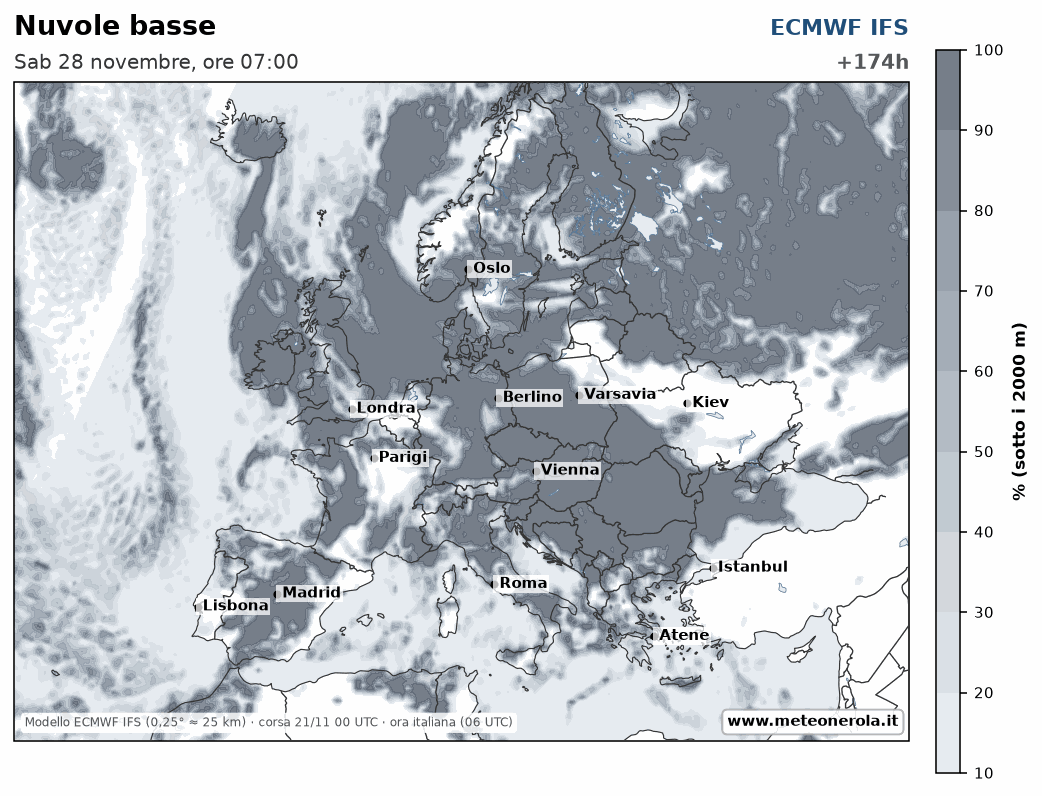 Nuvole basse
ECMWF IFS
Sab 28 novembre, ore 07:00
+174h
Oslo
Londra
Berlino
Varsavia
Kiev
Parigi
Vienna
Istanbul
Roma
Madrid
Lisbona
Atene
Modello ECMWF IFS (0,25° ≈ 25 km) · corsa 21/11 00 UTC · ora italiana (06 UTC)
www.meteonerola.it
100
90
80
70
60
50
40
30
20
10
% (sotto i 2000 m)